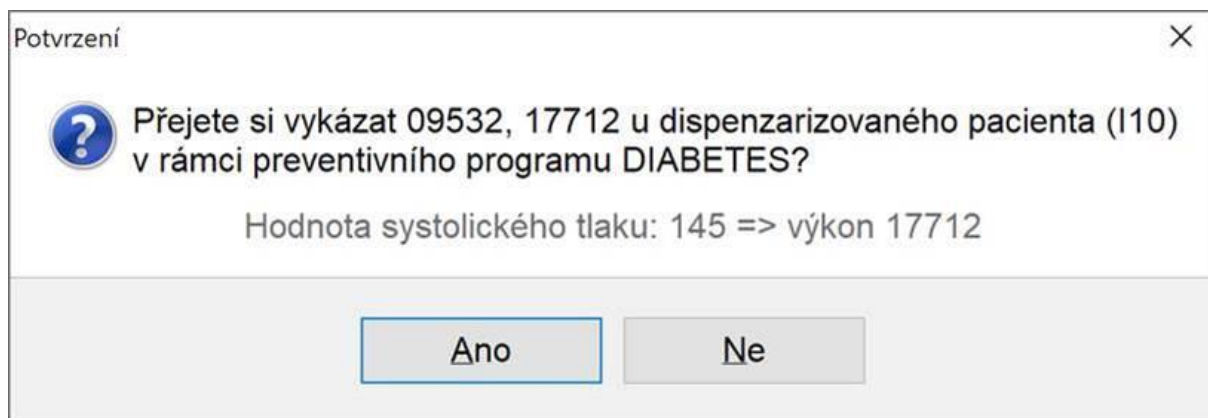 Potvrzení
Přejete si vykázat 09532, 17712 u dispenzarizovaného pacienta (I10)
v rámci preventivního programu DIABETES?
Hodnota systolického tlaku: 145 => výkon 17712
Ano
Ne